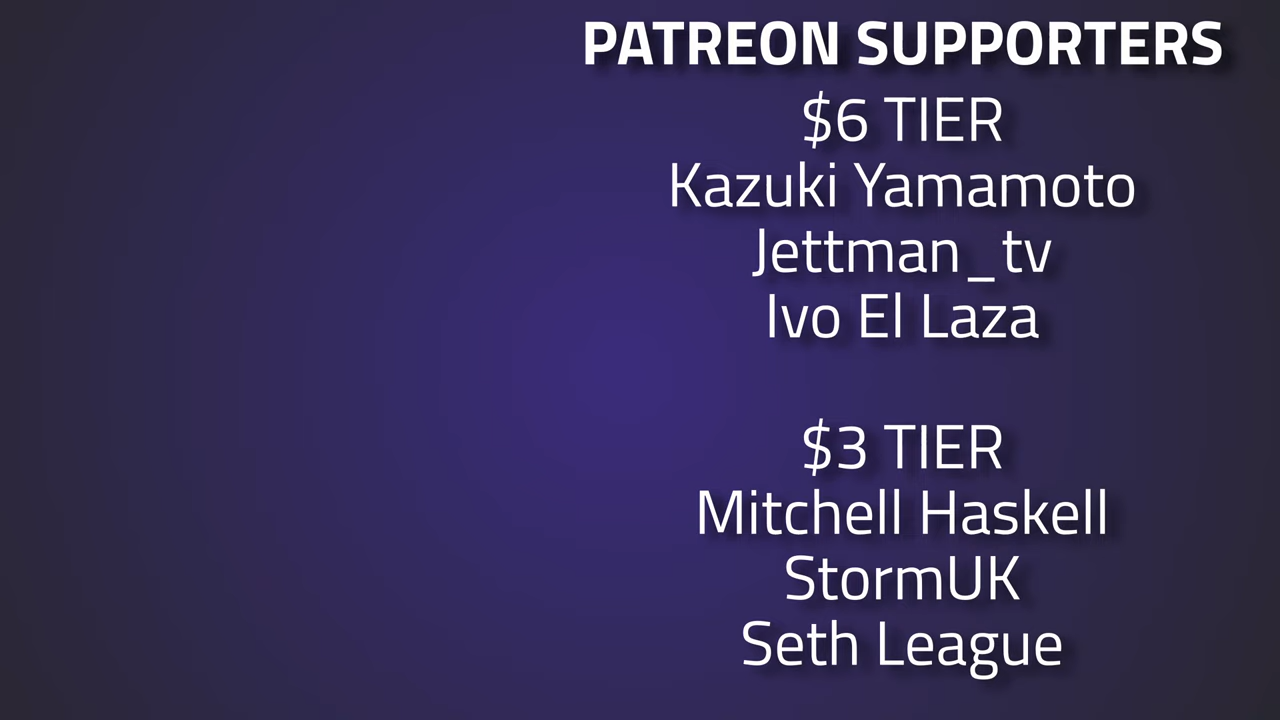 PATREON SUPPORTERS
$6 TIER
Kazuki Yamamoto
Jettman_tv
Ivo El Laza
$3 TIER
Mitchell Haskell
StormUK
Seth League